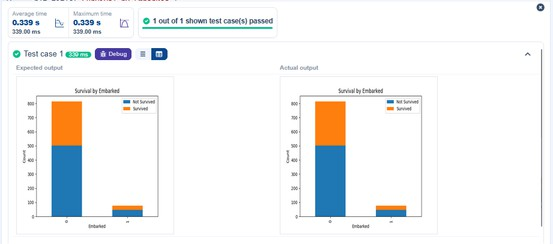 Average time
0.339 s
339.00 ms
Maximum time
0.339 s
339.00 ms
1 out of 1 shown test case(s) passed
Test case 1
339 ms
Debug
Expected output
Actual output
Survival by Embarked
Not Survived
Survived
800
700
600
500
400
300
200
100
0
Count
Embarked
Survival by Embarked
Not Survived
Survived
800
700
600
500
400
300
200
100
0
Count
Embarked